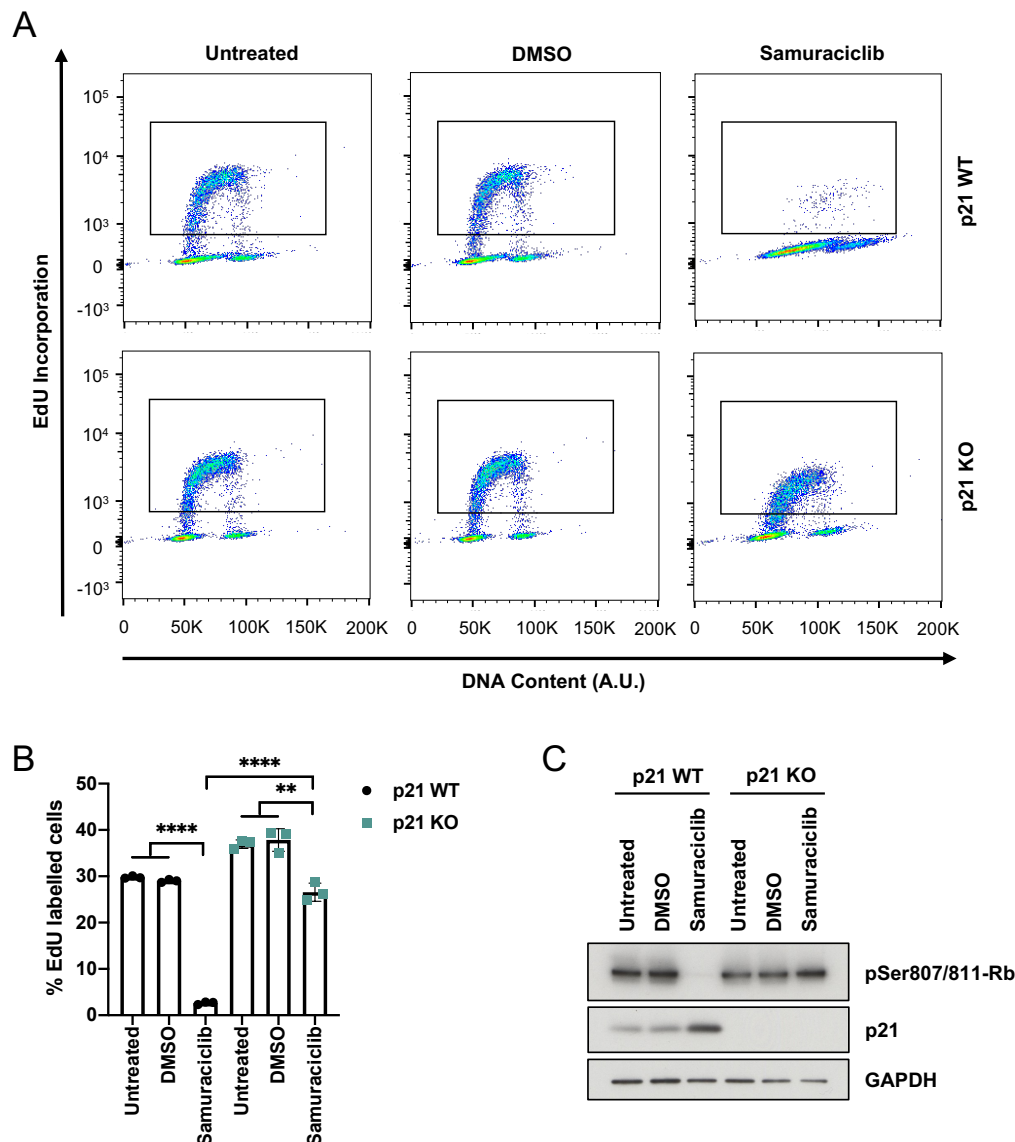 A
Untreated
DMSO
Samuraciclib
EdU Incorporation
10⁵
10⁴
10³
0
-10³
p21 WT
10⁵
10⁴
10³
0
-10³
p21 KO
0 50K 100K 150K 200K
0 50K 100K 150K 200K
0 50K 100K 150K 200K
DNA Content (A.U.)
B
% EdU labelled cells
50
40
30
20
10
0
****
****
**
p21 WT
p21 KO
Untreated
DMSO
Samuraciclib
Untreated
DMSO
Samuraciclib
C
p21 WT
p21 KO
Untreated
DMSO
Samuraciclib
Untreated
DMSO
Samuraciclib
pSer807/811-Rb
p21
GAPDH